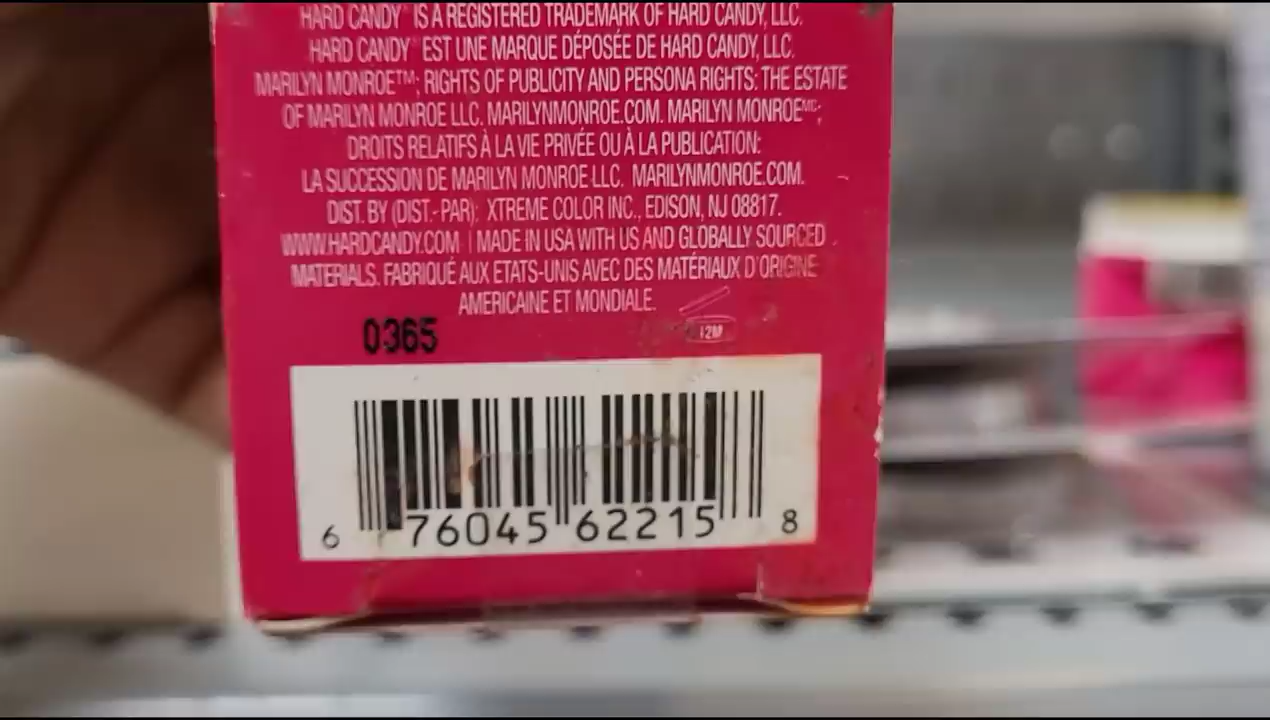 HARD CANDY® IS A REGISTERED TRADEMARK OF HARD CANDY, LLC.
HARD CANDY® EST UNE MARQUE DÉPOSÉE DE HARD CANDY, LLC.
MARILYN MONROE™; RIGHTS OF PUBLICITY AND PERSONA RIGHTS: THE ESTATE
OF MARILYN MONROE LLC. MARILYNMONROE.COM. MARILYN MONROEᴹᶜ;
DROITS RELATIFS À LA VIE PRIVÉE OU À LA PUBLICATION:
LA SUCCESSION DE MARILYN MONROE LLC. MARILYNMONROE.COM.
DIST. BY (DIST.-PAR): XTREME COLOR INC., EDISON, NJ 08817.
WWW.HARDCANDY.COM | MADE IN USA WITH US AND GLOBALLY SOURCED
MATERIALS. FABRIQUÉ AUX ETATS-UNIS AVEC DES MATÉRIAUX D'ORIGINE
AMERICAINE ET MONDIALE.
12M
0365
6 76045 62215 8